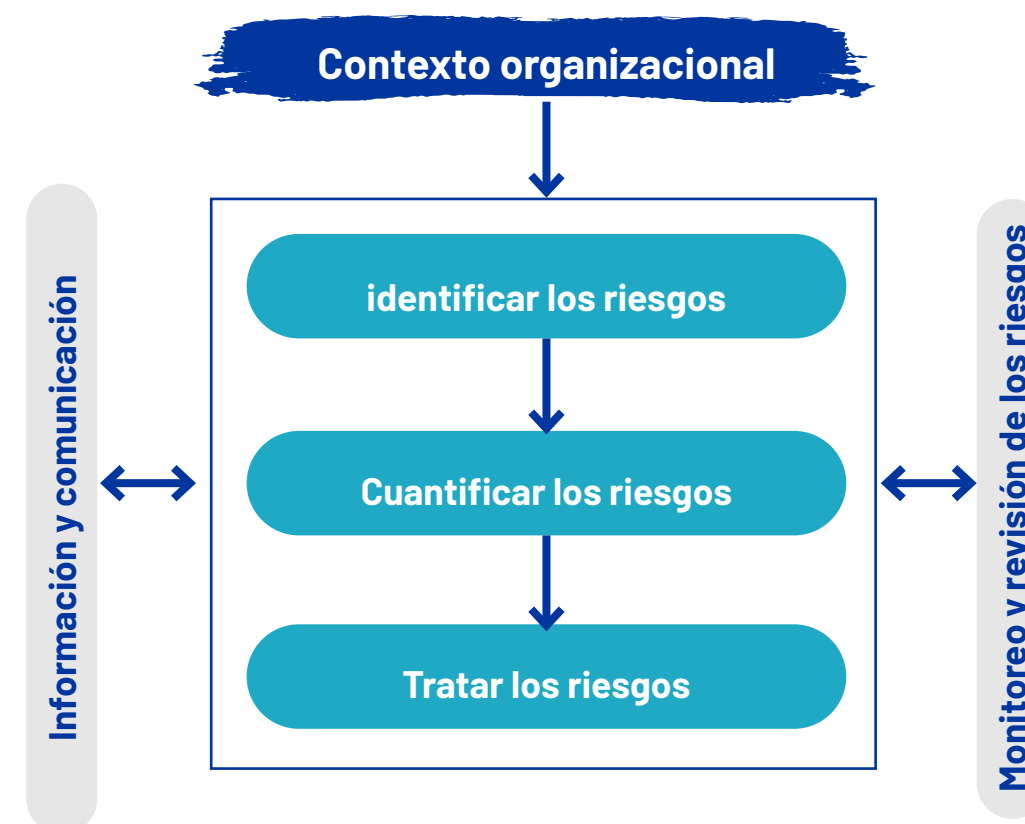 Contexto organizacional
Información y comunicación
identificar los riesgos
Cuantificar los riesgos
Tratar los riesgos
Monitoreo y revisión de los riesgos